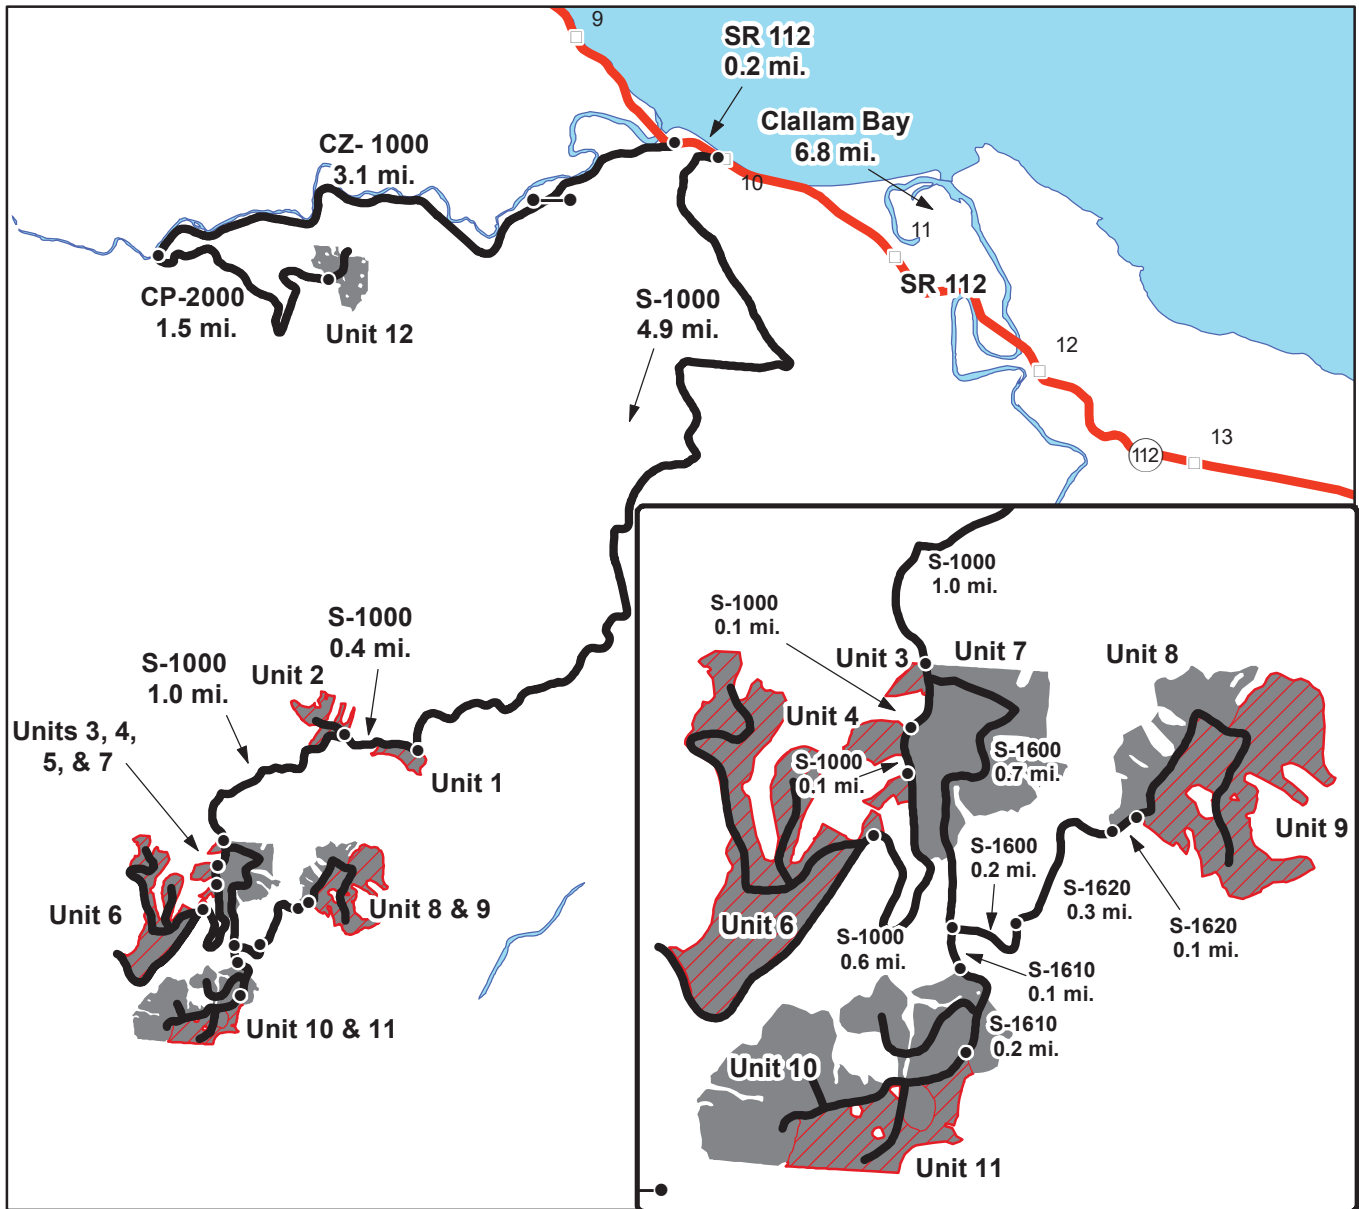 9
SR 112
0.2 mi.
Clallam Bay
6.8 mi.
CZ- 1000
3.1 mi.
10
11
SR 112
CP-2000
1.5 mi.
Unit 12
S-1000
4.9 mi.
12
13
112
S-1000
0.4 mi.
S-1000
1.0 mi.
Unit 2
Units 3, 4,
5, & 7
Unit 1
Unit 6
Unit 8 & 9
Unit 10 & 11
S-1000
1.0 mi.
S-1000
0.1 mi.
Unit 3
Unit 7
Unit 8
Unit 4
S-1000
0.1 mi.
S-1600
0.7 mi.
Unit 9
S-1600
0.2 mi.
S-1620
0.3 mi.
S-1620
0.1 mi.
Unit 6
S-1000
0.6 mi.
S-1610
0.1 mi.
S-1610
0.2 mi.
Unit 10
Unit 11